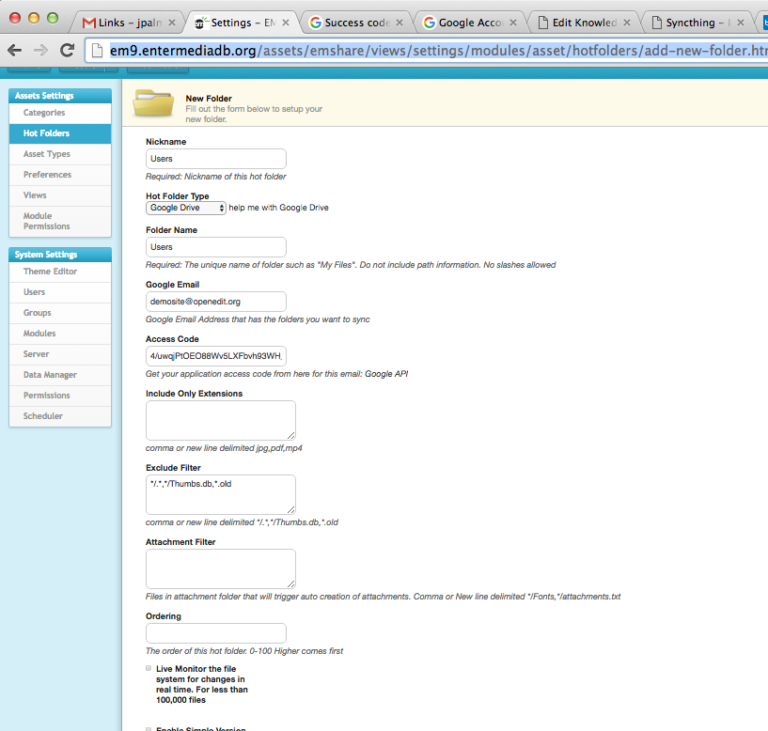 Links – jpaln
Settings – EM
Success code
Google Acco
Edit Knowled
Syncthing – L
em9.entermediadb.org/assets/emshare/views/settings/modules/asset/hotfolders/add-new-folder.htm
Assets Settings
Categories
Hot Folders
Asset Types
Preferences
Views
Module
Permissions
System Settings
Theme Editor
Users
Groups
Modules
Server
Data Manager
Permissions
Scheduler
New Folder
Fill out the form below to setup your
new folder.
Nickname
Users
Required: Nickname of this hot folder
Hot Folder Type
Google Drive help me with Google Drive
Folder Name
Users
Required: The unique name of folder such as "My Files". Do not include path information. No slashes allowed
Google Email
demosite@openedit.org
Google Email Address that has the folders you want to sync
Access Code
4/uwqjPtOEO88Wv5LXFbvh93WH_
Get your application access code from here for this email: Google API
Include Only Extensions
comma or new line delimited jpg,pdf,mp4
Exclude Filter
*/.*,*/Thumbs.db,*.old
comma or new line delimited */.*,*/Thumbs.db,*.old
Attachment Filter
Files in attachment folder that will trigger auto creation of attachments. Comma or New line delimited */Fonts,*/attachments.txt
Ordering
The order of this hot folder. 0-100 Higher comes first
Live Monitor the file
system for changes in
real time. For less than
100,000 files
Enable Simple Version